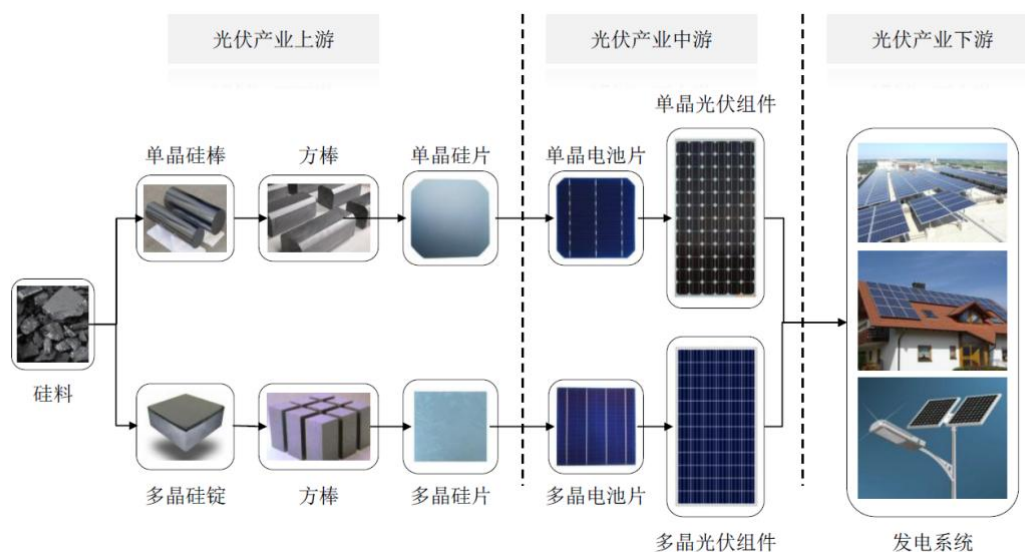 光伏产业上游
光伏产业中游
光伏产业下游
单晶硅棒
方棒
单晶硅片
单晶电池片
单晶光伏组件
硅料
多晶硅锭
方棒
多晶硅片
多晶电池片
多晶光伏组件
发电系统